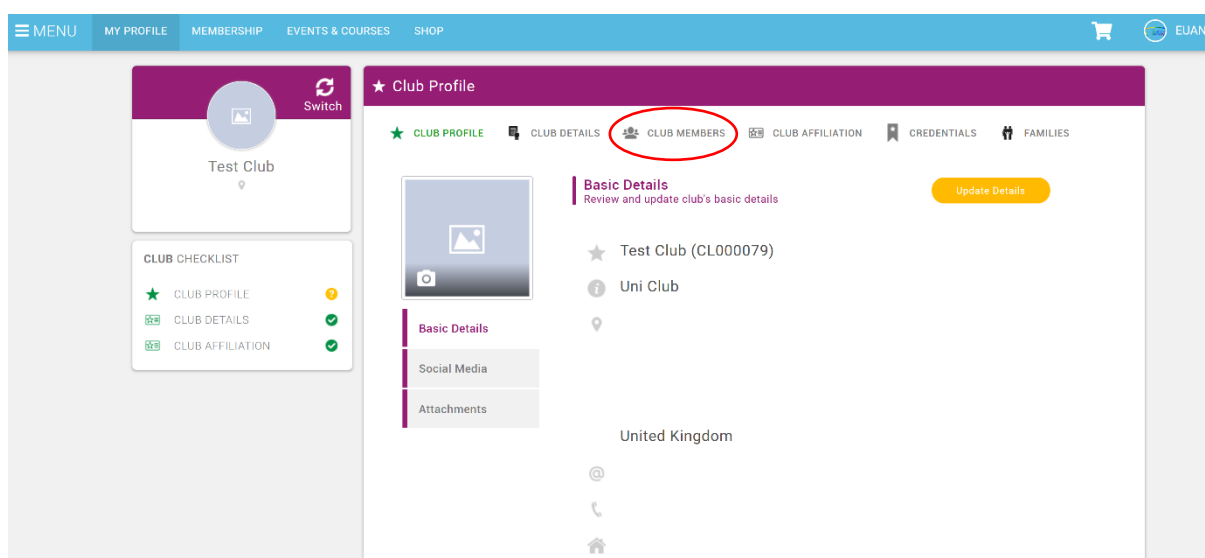 MENU MY PROFILE MEMBERSHIP EVENTS & COURSES SHOP EUAN
Switch
Test Club
CLUB CHECKLIST
CLUB PROFILE
CLUB DETAILS
CLUB AFFILIATION
Club Profile
CLUB PROFILE CLUB DETAILS CLUB MEMBERS CLUB AFFILIATION CREDENTIALS FAMILIES
Basic Details
Social Media
Attachments
Basic Details
Review and update club's basic details
Update Details
Test Club (CL000079)
Uni Club
United Kingdom